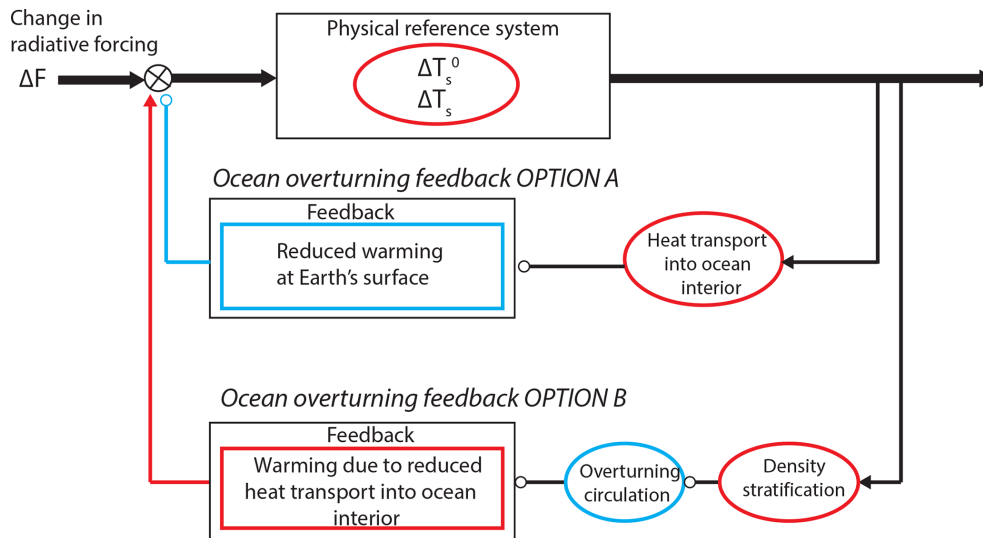 Change in
radiative forcing
ΔF
Physical reference system
ΔTs⁰
ΔTs
Ocean overturning feedback OPTION A
Feedback
Reduced warming
at Earth's surface
Heat transport
into ocean
interior
Ocean overturning feedback OPTION B
Feedback
Warming due to reduced
heat transport into ocean
interior
Overturning
circulation
Density
stratification